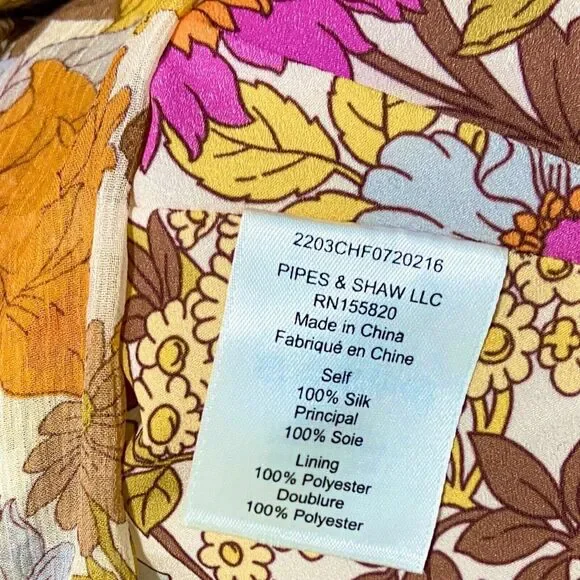 2203CHF0720216
PIPES & SHAW LLC
RN155820
Made in China
Fabriqué en Chine
Self
100% Silk
Principal
100% Soie
Lining
100% Polyester
Doublure
100% Polyester